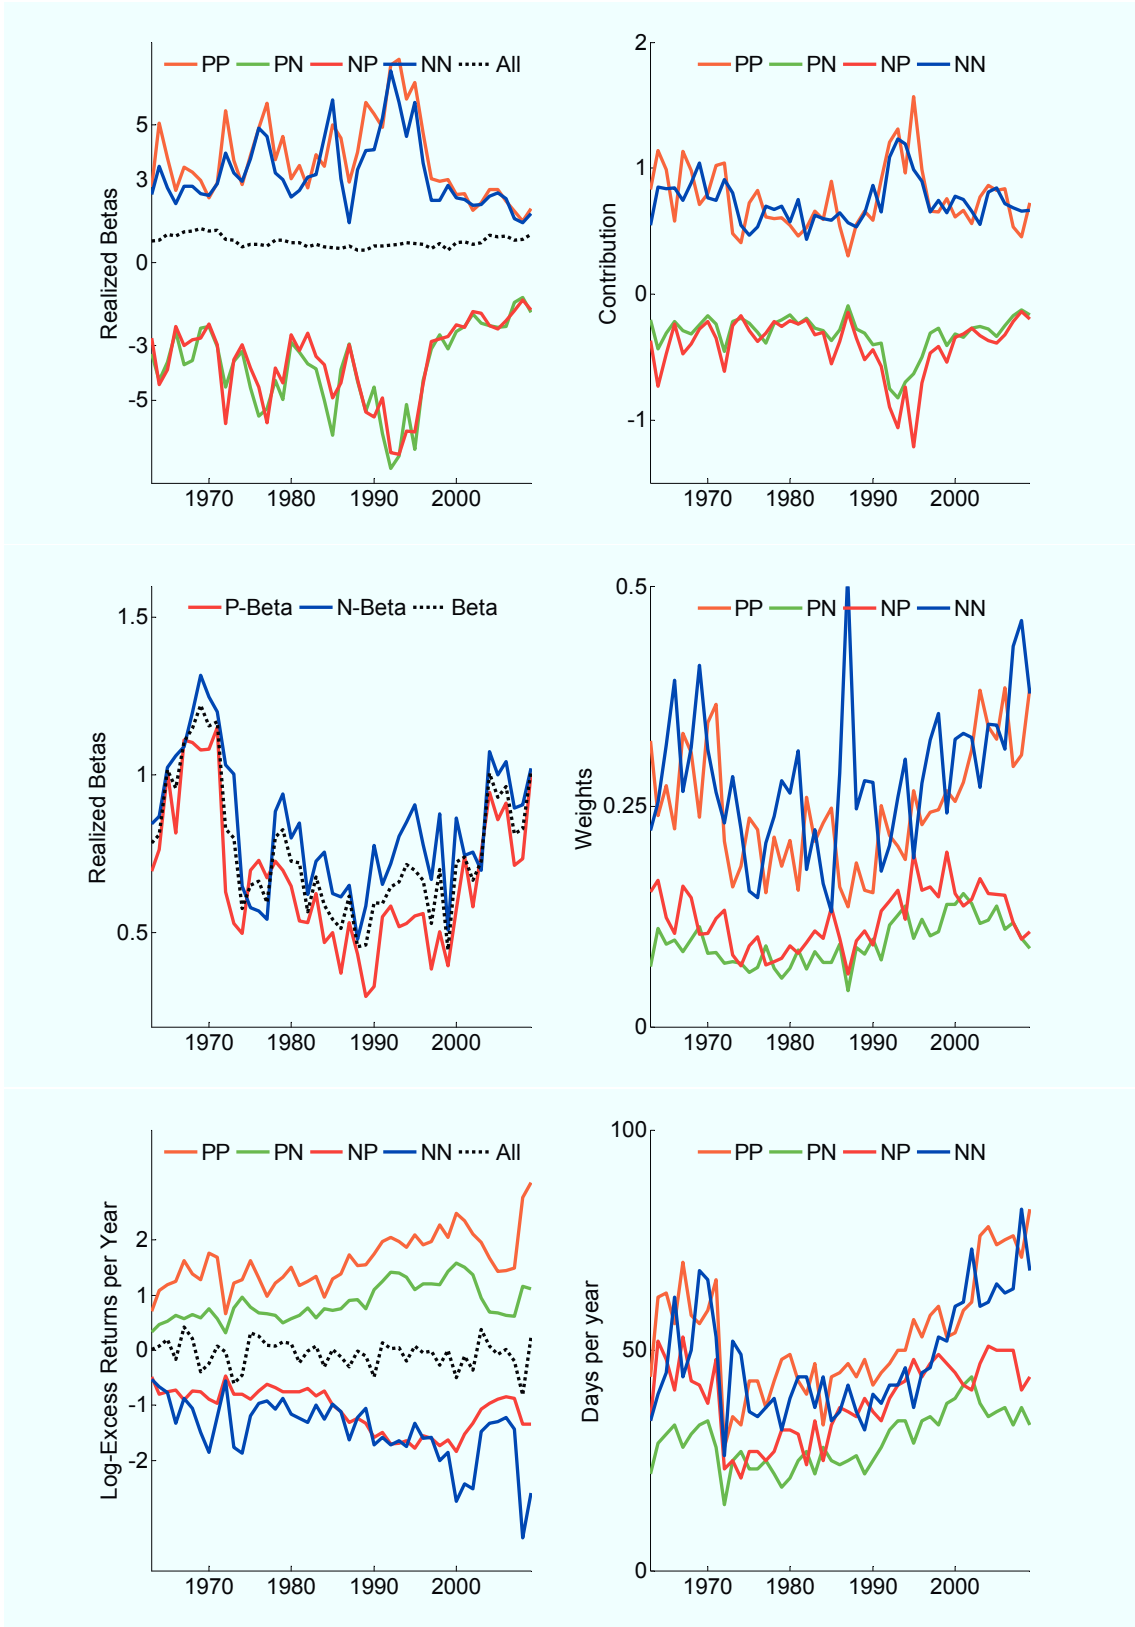 PP PN NP NN All
5
3
0
-3
-5
Realized Betas
1970 1980 1990 2000
PP PN NP NN
2
1
0
-1
Contribution
1970 1980 1990 2000
P-Beta N-Beta Beta
1.5
1
0.5
Realized Betas
1970 1980 1990 2000
PP PN NP NN
0.5
0.25
0
Weights
1970 1980 1990 2000
PP PN NP NN All
2
1
0
-1
-2
Log-Excess Returns per Year
1970 1980 1990 2000
PP PN NP NN
100
50
0
Days per year
1970 1980 1990 2000